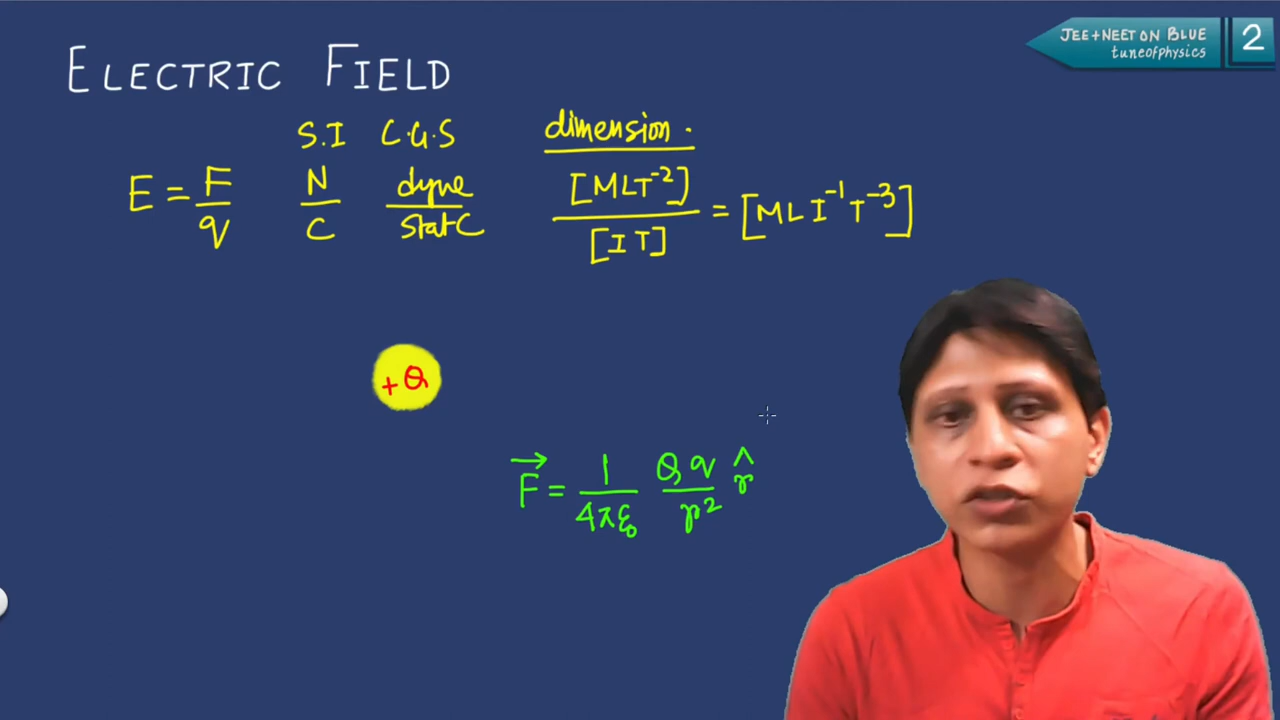 JEE+NEET ON BLUE
tuneofphysics
2
ELECTRIC FIELD
S.I C.G.S dimension.
E = F/q N/C dyne/statC [MLT⁻²]/[IT] = [MLI⁻¹T⁻³]
+Q
F⃗ = 1/4πε₀ Qq/r² r̂